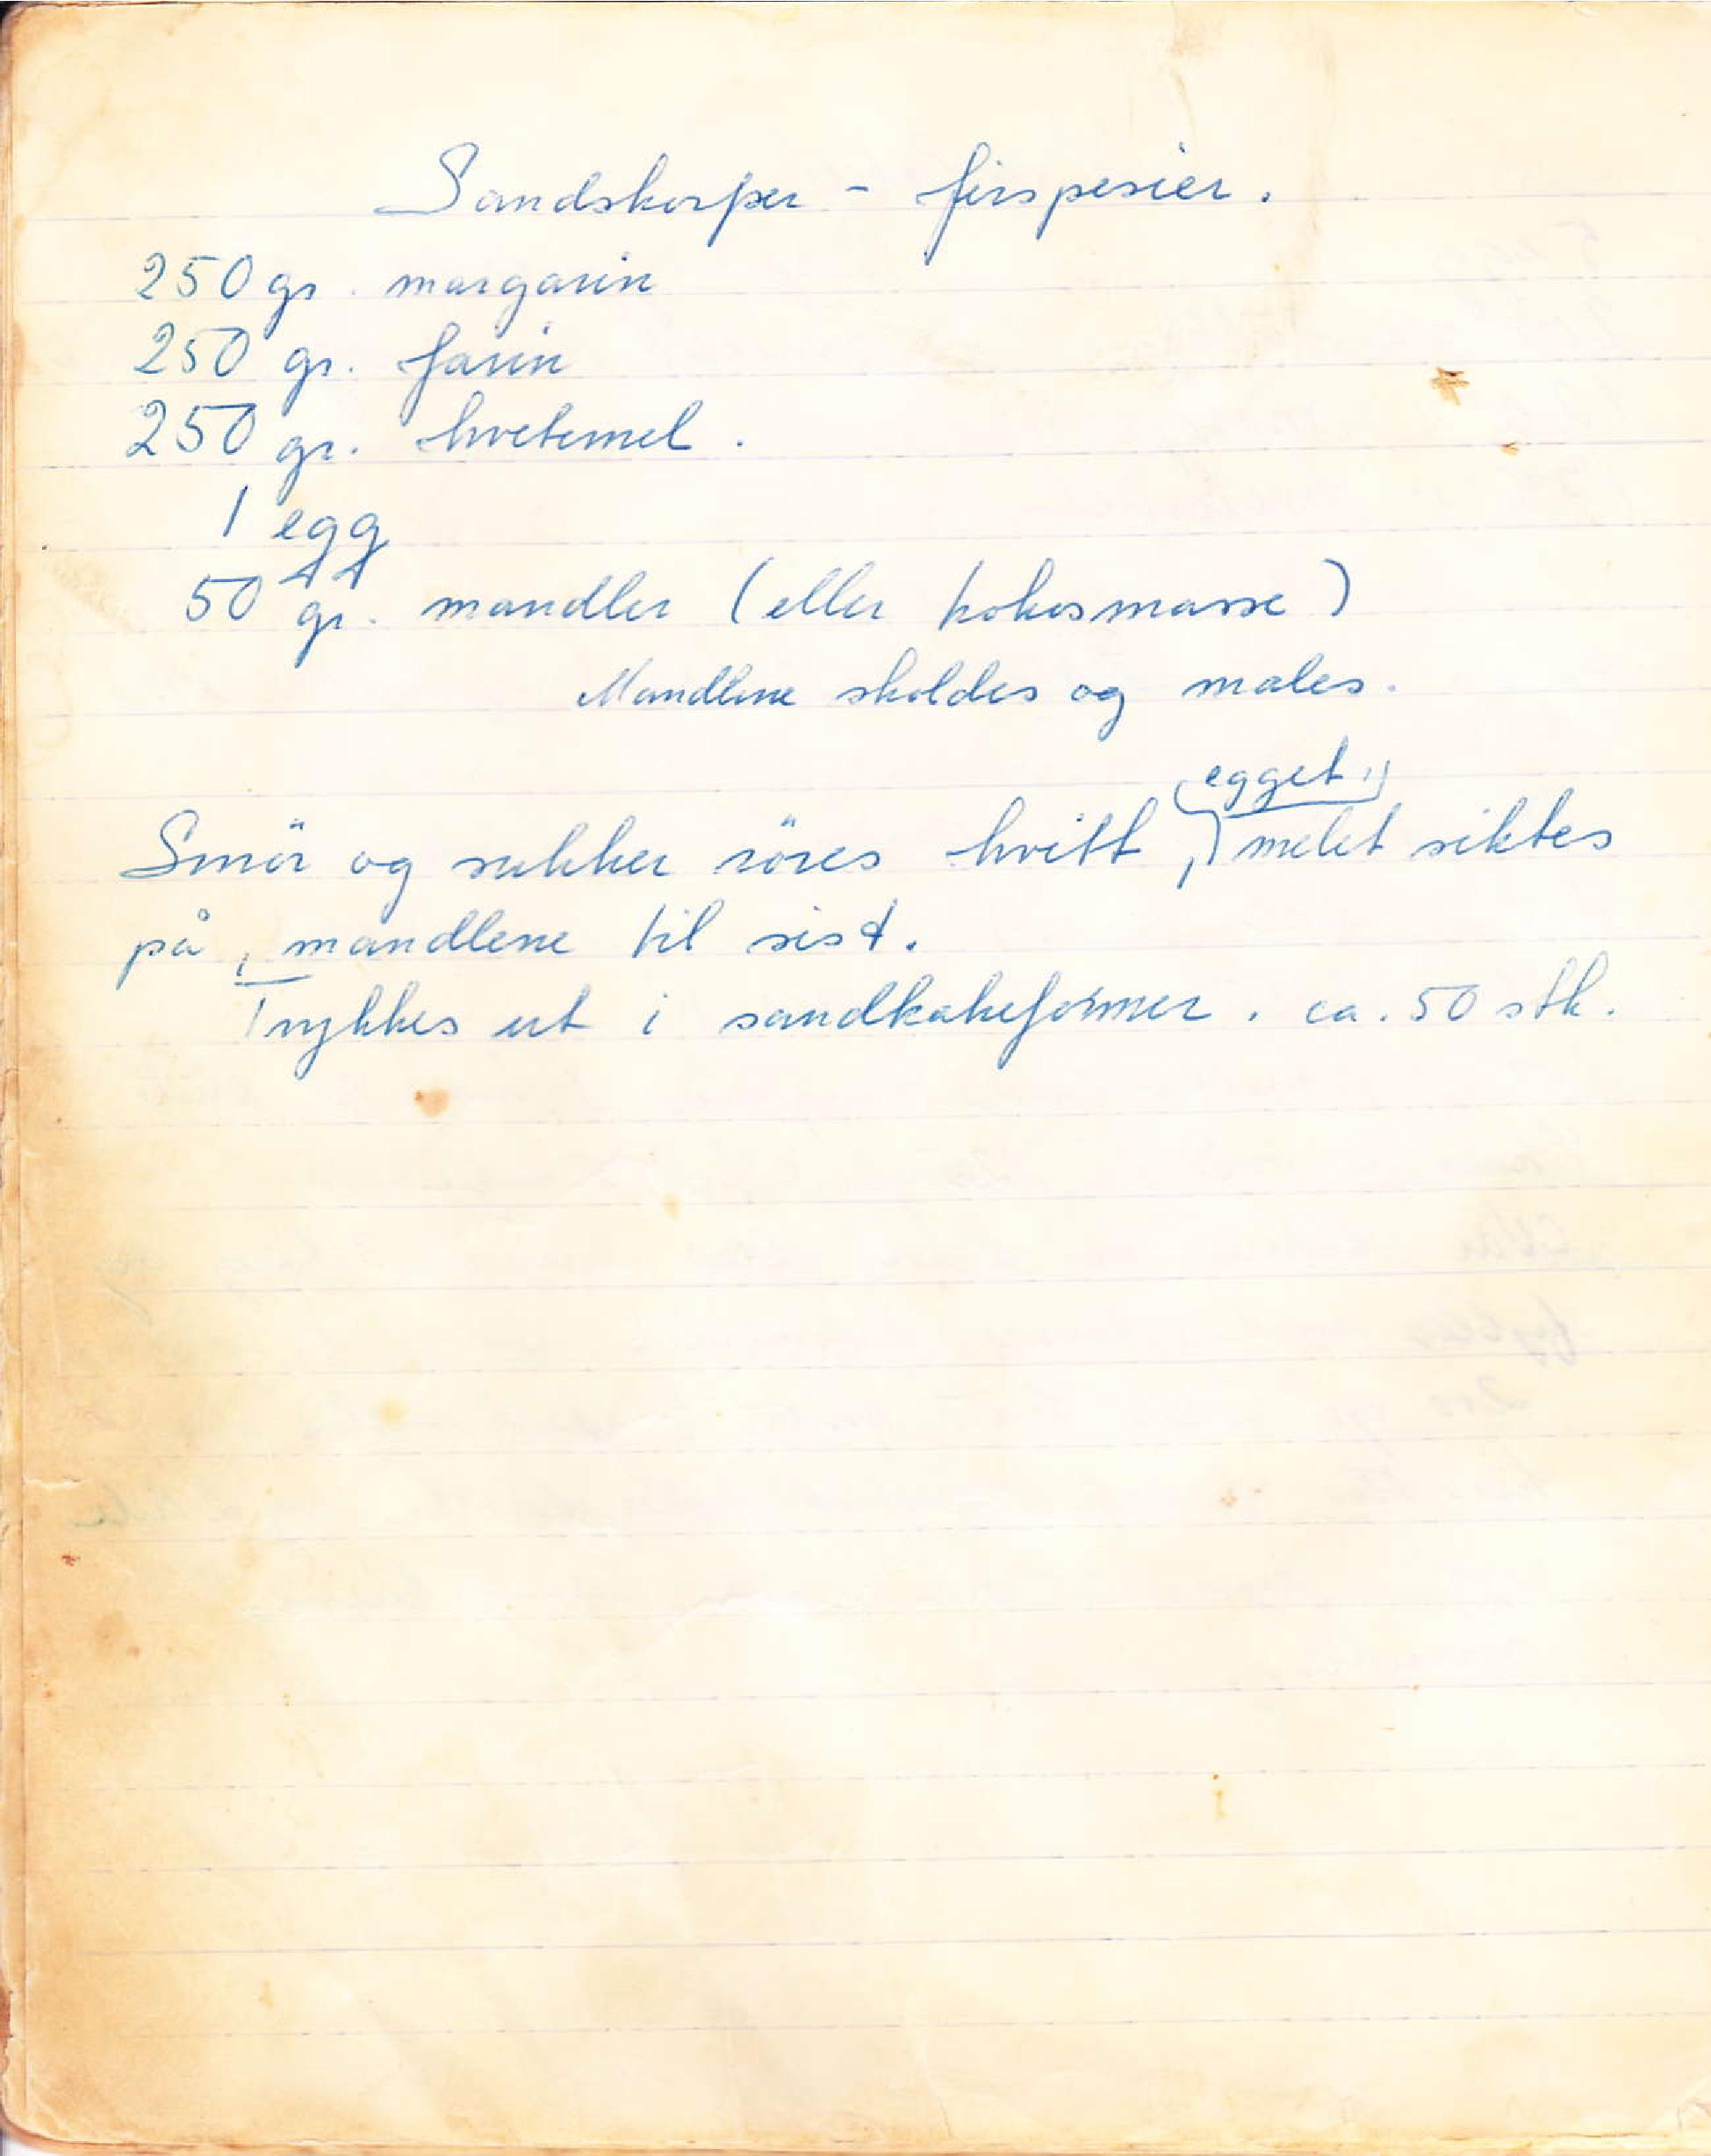 Sandskorper - firspesier.
250 gr. margarin
250 gr. farin
250 gr. hvetemel.
1 egg
50 gr. mandler (eller kokosmasse)
Mandlene skoldes og males.
egget,
Smör og sukker röres hvitt, melet siktes
på, mandlene til sist.
Trykkes ut i sandkakeformer. ca. 50 stk.